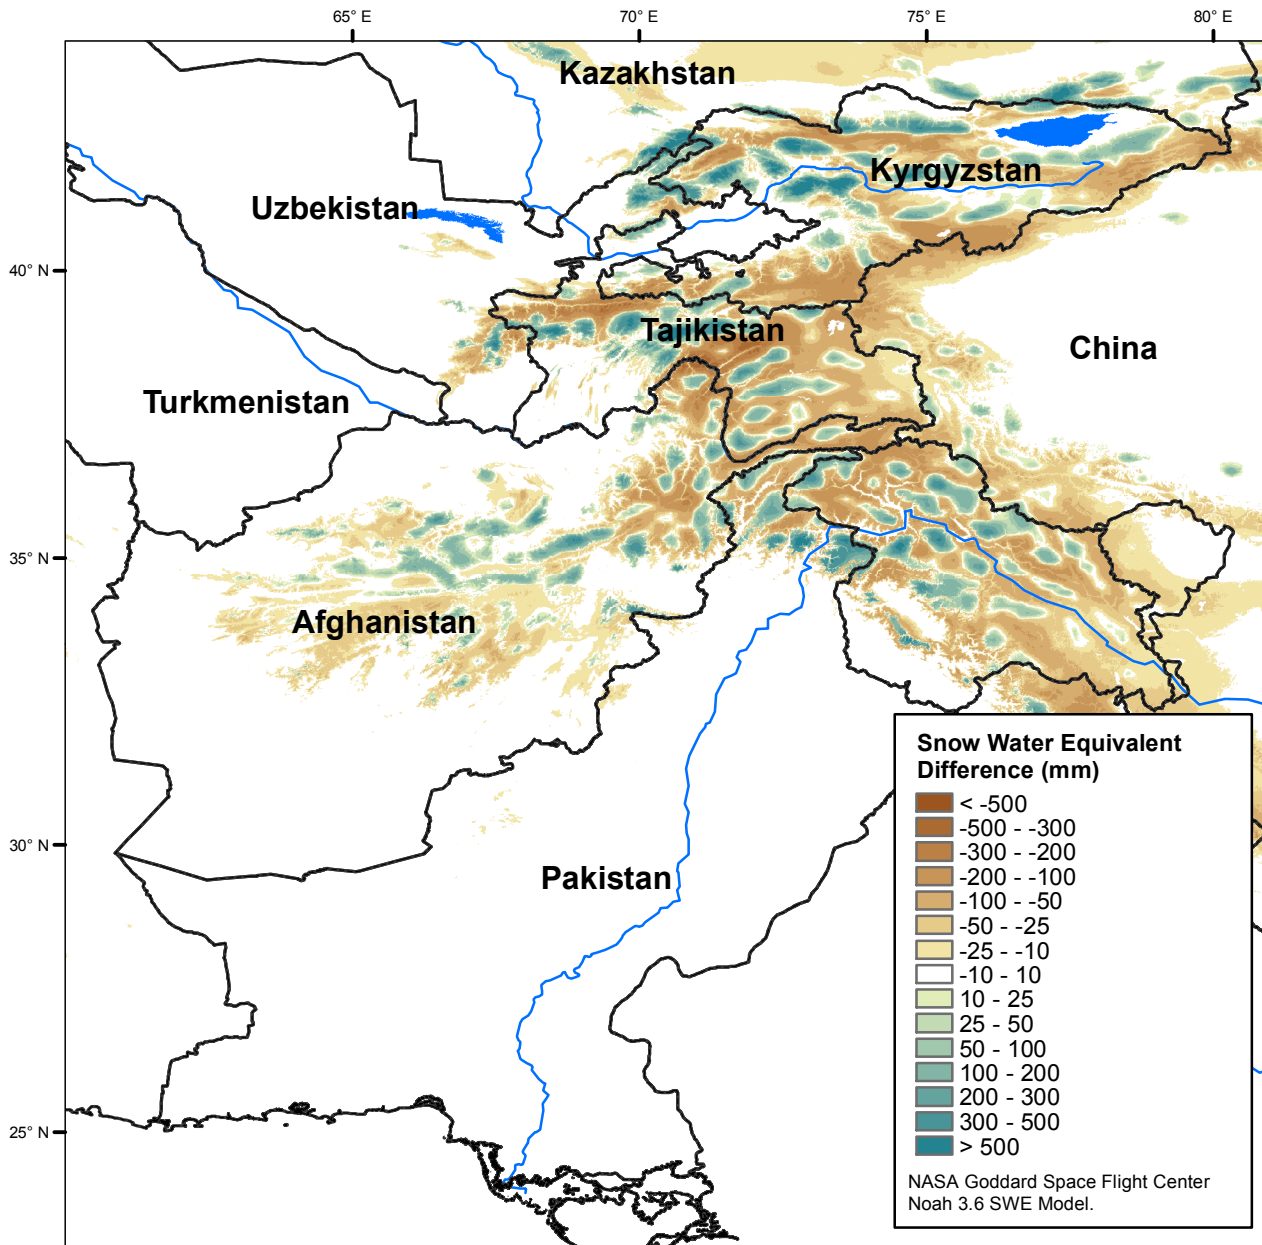 65° E
70° E
75° E
80° E
Kazakhstan
Kyrgyzstan
Uzbekistan
40° N
Tajikistan
China
Turkmenistan
35° N
Afghanistan
30° N
Pakistan
25° N
Snow Water Equivalent
Difference (mm)
< -500
-500 - -300
-300 - -200
-200 - -100
-100 - -50
-50 - -25
-25 - -10
-10 - 10
10 - 25
25 - 50
50 - 100
100 - 200
200 - 300
300 - 500
> 500
NASA Goddard Space Flight Center
Noah 3.6 SWE Model.